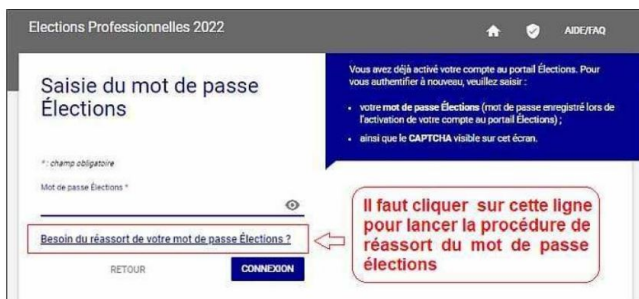 Elections Professionnelles 2022
AIDE/FAQ
Saisie du mot de passe
Élections
* : champ obligatoire
Mot de passe Élections *
Besoin du réassort de votre mot de passe Élections ?
RETOUR
CONNEXION
Vous avez déjà activé votre compte au portail Élections. Pour
vous authentifier à nouveau, veuillez saisir :
• votre mot de passe Élections (mot de passe enregistré lors de
l'activation de votre compte au portail Élections) ;
• ainsi que le CAPTCHA visible sur cet écran.
Il faut cliquer sur cette ligne
pour lancer la procédure de
réassort du mot de passe
élections